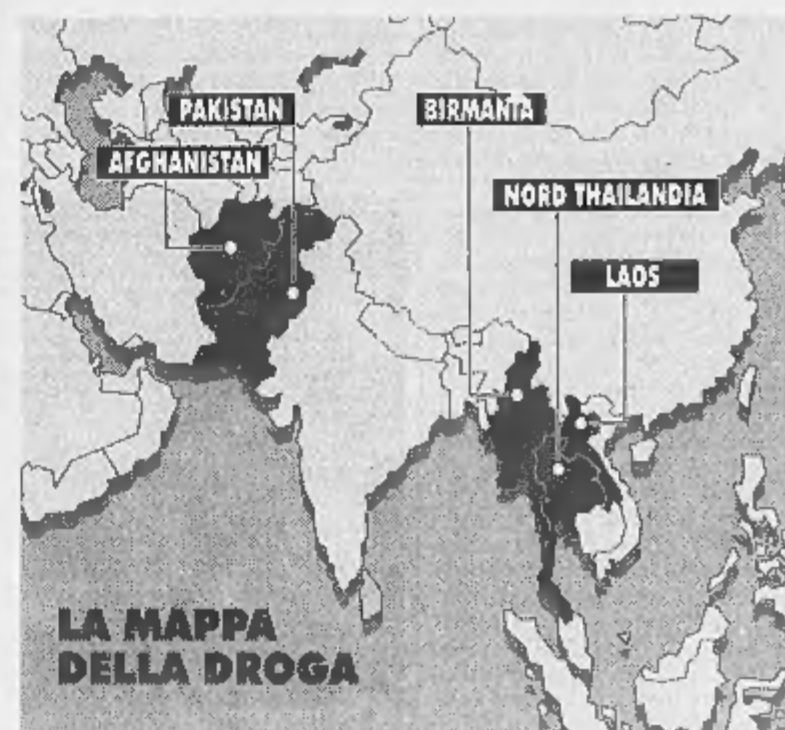 PAKISTAN
BIRMANIA
AFGHANISTAN
NORD THAILANDIA
LAOS
LA MAPPA
DELLA DROGA